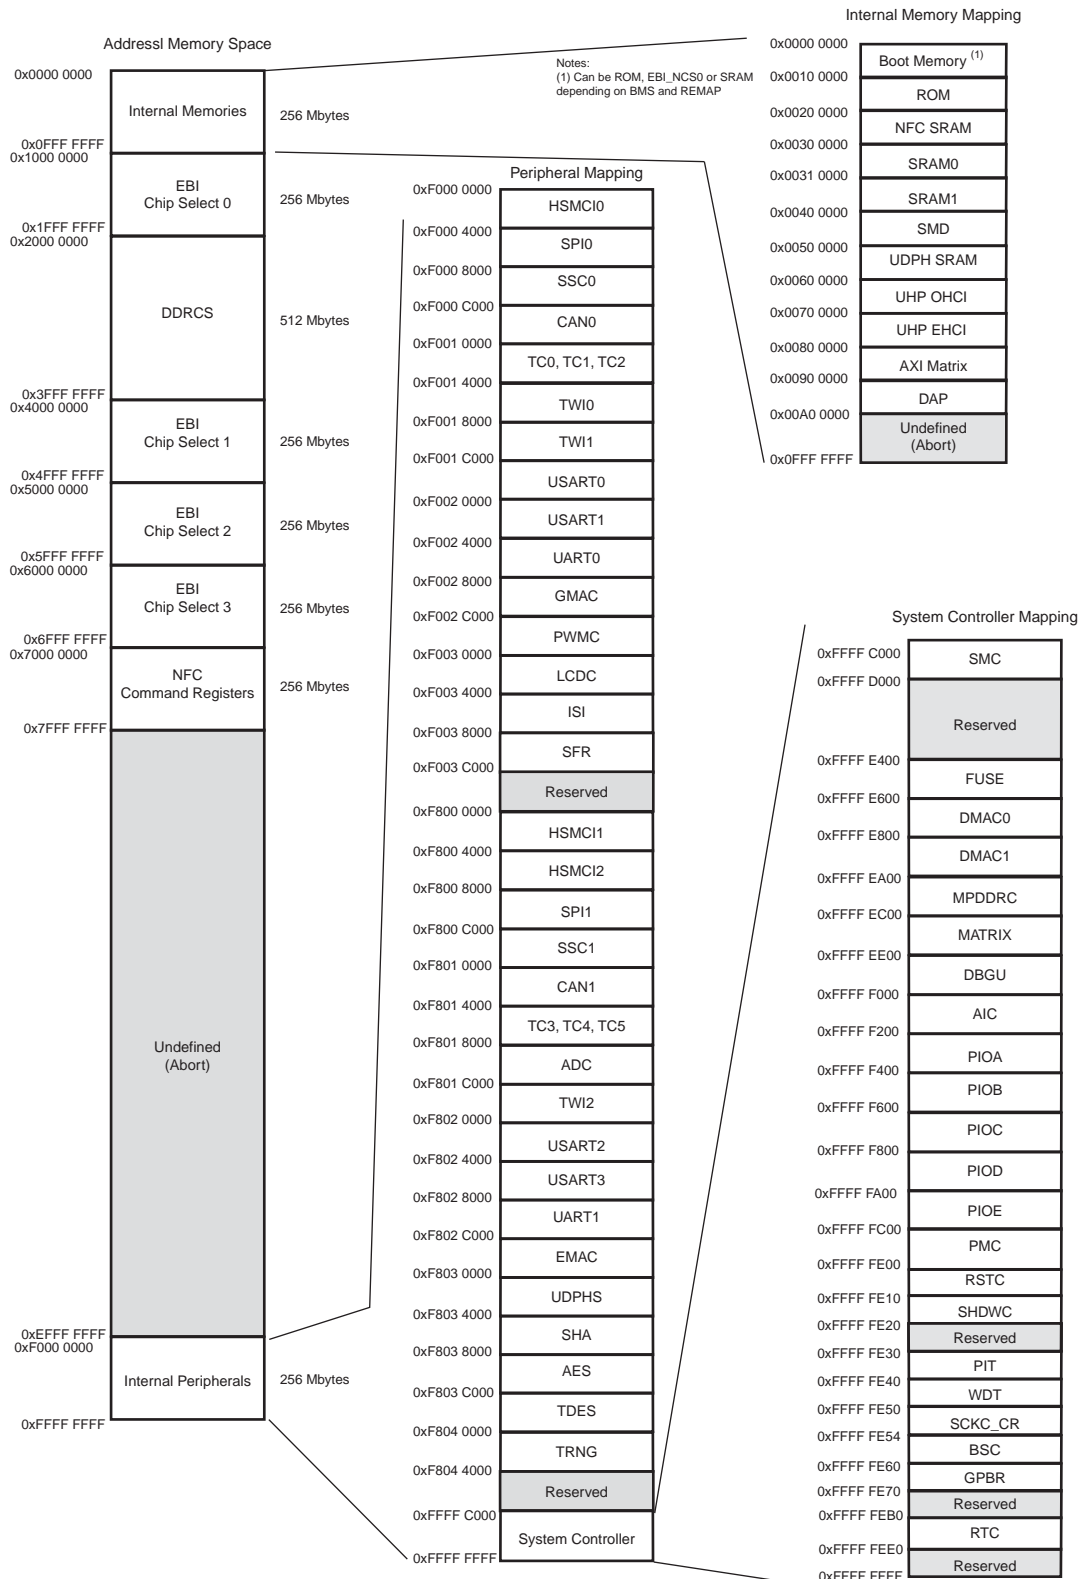 Internal Memory Mapping
Addressl Memory Space
Notes:
(1) Can be ROM, EBI_NCS0 or SRAM
depending on BMS and REMAP
0x0000 0000
Internal Memories
256 Mbytes
0x0FFF FFFF
0x1000 0000
EBI
Chip Select 0
256 Mbytes
0x1FFF FFFF
0x2000 0000
DDRCS
512 Mbytes
0x3FFF FFFF
0x4000 0000
EBI
Chip Select 1
256 Mbytes
0x4FFF FFFF
0x5000 0000
EBI
Chip Select 2
256 Mbytes
0x5FFF FFFF
0x6000 0000
EBI
Chip Select 3
256 Mbytes
0x6FFF FFFF
0x7000 0000
NFC
Command Registers
256 Mbytes
0x7FFF FFFF
Undefined
(Abort)
0xEFFF FFFF
0xF000 0000
Internal Peripherals
256 Mbytes
0xFFFF FFFF
Peripheral Mapping
0xF000 0000
HSMCI0
0xF000 4000
SPI0
0xF000 8000
SSC0
0xF000 C000
CAN0
0xF001 0000
TC0, TC1, TC2
0xF001 4000
TWI0
0xF001 8000
TWI1
0xF001 C000
USART0
0xF002 0000
USART1
0xF002 4000
UART0
0xF002 8000
GMAC
0xF002 C000
PWMC
0xF003 0000
LCDC
0xF003 4000
ISI
0xF003 8000
SFR
0xF003 C000
Reserved
0xF800 0000
HSMCI1
0xF800 4000
HSMCI2
0xF800 8000
SPI1
0xF800 C000
SSC1
0xF801 0000
CAN1
0xF801 4000
TC3, TC4, TC5
0xF801 8000
ADC
0xF801 C000
TWI2
0xF802 0000
USART2
0xF802 4000
USART3
0xF802 8000
UART1
0xF802 C000
EMAC
0xF803 0000
UDPHS
0xF803 4000
SHA
0xF803 8000
AES
0xF803 C000
TDES
0xF804 0000
TRNG
0xF804 4000
Reserved
0xFFFF C000
System Controller
0xFFFF FFFF
0x0000 0000
Boot Memory (1)
0x0010 0000
ROM
0x0020 0000
NFC SRAM
0x0030 0000
SRAM0
0x0031 0000
SRAM1
0x0040 0000
SMD
0x0050 0000
UDPH SRAM
0x0060 0000
UHP OHCI
0x0070 0000
UHP EHCI
0x0080 0000
AXI Matrix
0x0090 0000
DAP
0x00A0 0000
Undefined
(Abort)
0x0FFF FFFF
System Controller Mapping
0xFFFF C000
SMC
0xFFFF D000
Reserved
0xFFFF E400
FUSE
0xFFFF E600
DMAC0
0xFFFF E800
DMAC1
0xFFFF EA00
MPDDRC
0xFFFF EC00
MATRIX
0xFFFF EE00
DBGU
0xFFFF F000
AIC
0xFFFF F200
PIOA
0xFFFF F400
PIOB
0xFFFF F600
PIOC
0xFFFF F800
PIOD
0xFFFF FA00
PIOE
0xFFFF FC00
PMC
0xFFFF FE00
RSTC
0xFFFF FE10
SHDWC
0xFFFF FE20
Reserved
0xFFFF FE30
PIT
0xFFFF FE40
WDT
0xFFFF FE50
SCKC_CR
0xFFFF FE54
BSC
0xFFFF FE60
GPBR
0xFFFF FE70
Reserved
0xFFFF FEB0
RTC
0xFFFF FEE0
Reserved
0xFFFF FFFF